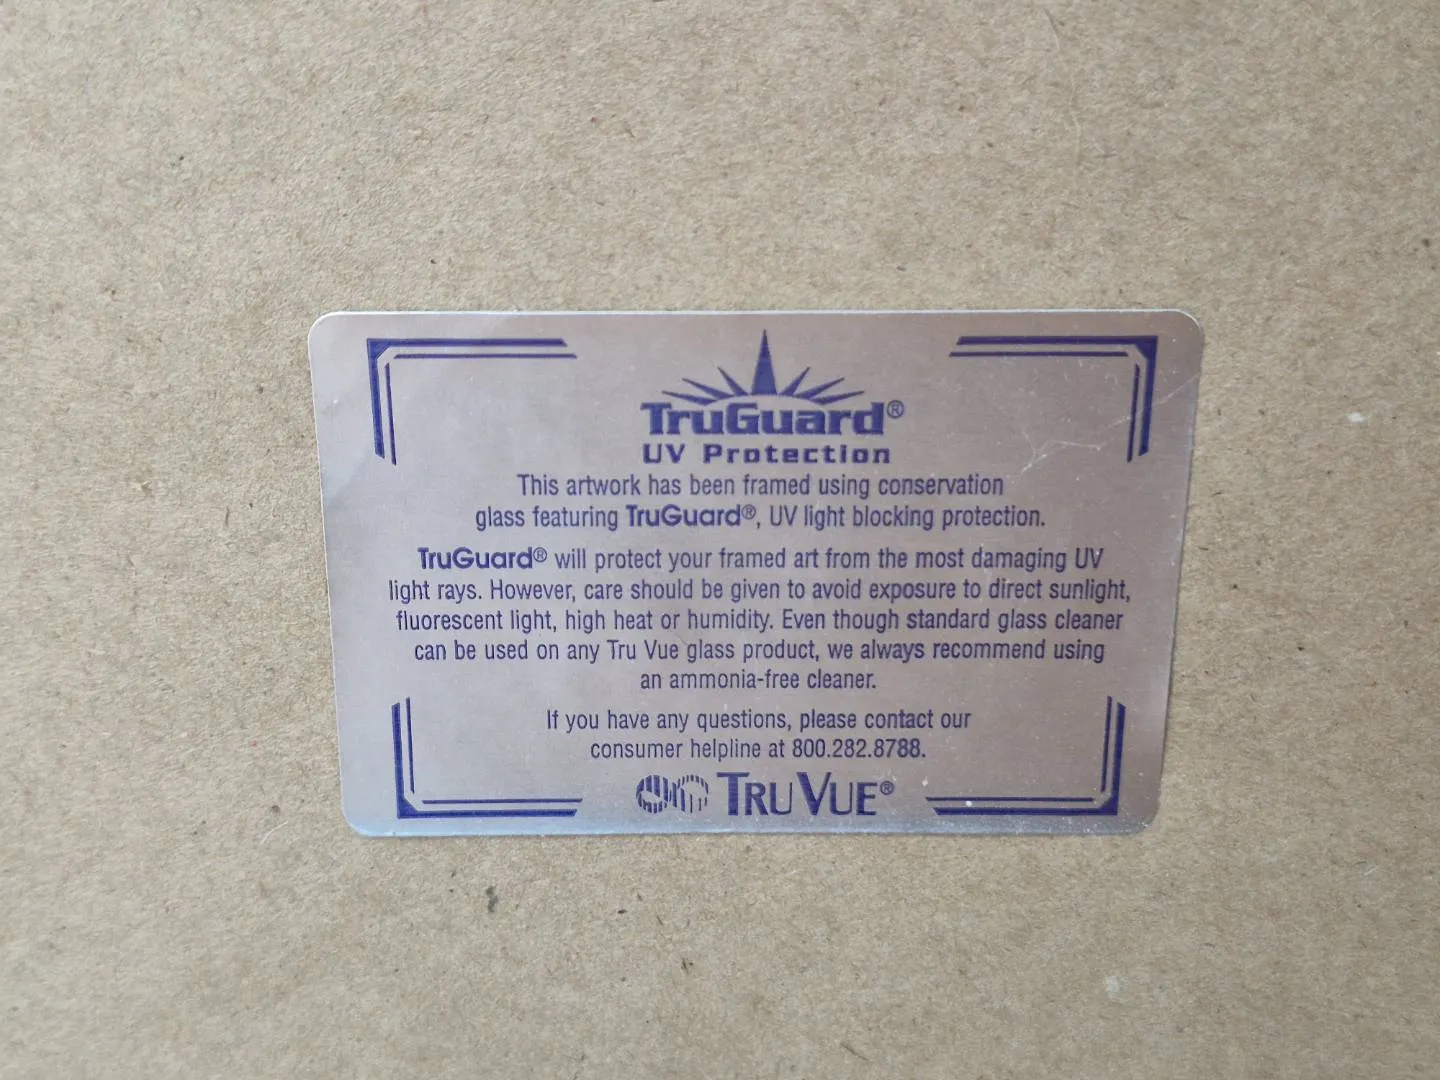 TruGuard®
UV Protection
This artwork has been framed using conservation
glass featuring TruGuard®, UV light blocking protection.
TruGuard® will protect your framed art from the most damaging UV
light rays. However, care should be given to avoid exposure to direct sunlight,
fluorescent light, high heat or humidity. Even though standard glass cleaner
can be used on any Tru Vue glass product, we always recommend using
an ammonia-free cleaner.
If you have any questions, please contact our
consumer helpline at 800.282.8788.
TRU VUE®